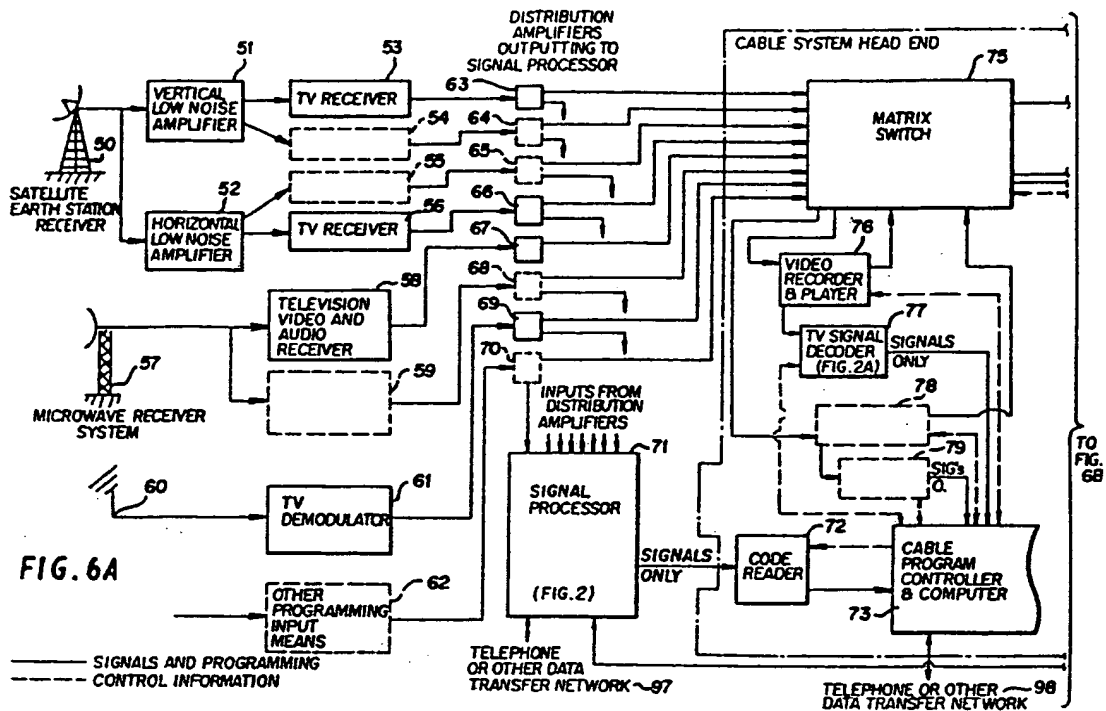 DISTRIBUTION
AMPLIFIERS
OUTPUTTING TO
SIGNAL PROCESSOR
CABLE SYSTEM HEAD END
51
VERTICAL
LOW NOISE
AMPLIFIER
53
TV RECEIVER
63
75
MATRIX
SWITCH
54
64
50
SATELLITE
EARTH STATION
RECEIVER
55
65
52
HORIZONTAL
LOW NOISE
AMPLIFIER
56
TV RECEIVER
66
67
58
TELEVISION
VIDEO AND
AUDIO
RECEIVER
68
69
70
76
VIDEO
RECORDER
& PLAYER
77
TV SIGNAL
DECODER
(FIG.2A)
SIGNALS
ONLY
57
MICROWAVE RECEIVER
SYSTEM
59
INPUTS FROM
DISTRIBUTION
AMPLIFIERS
78
79
SIG's
O.
TO
FIG.
6B
60
61
TV
DEMODULATOR
71
SIGNAL
PROCESSOR
(FIG.2)
SIGNALS
ONLY
72
CODE
READER
CABLE
PROGRAM
CONTROLLER
& COMPUTER
73
FIG. 6A
62
OTHER
PROGRAMMING
INPUT
MEANS
SIGNALS AND PROGRAMMING
CONTROL INFORMATION
TELEPHONE
OR OTHER DATA
TRANSFER NETWORK ~97
TELEPHONE OR OTHER ~98
DATA TRANSFER NETWORK